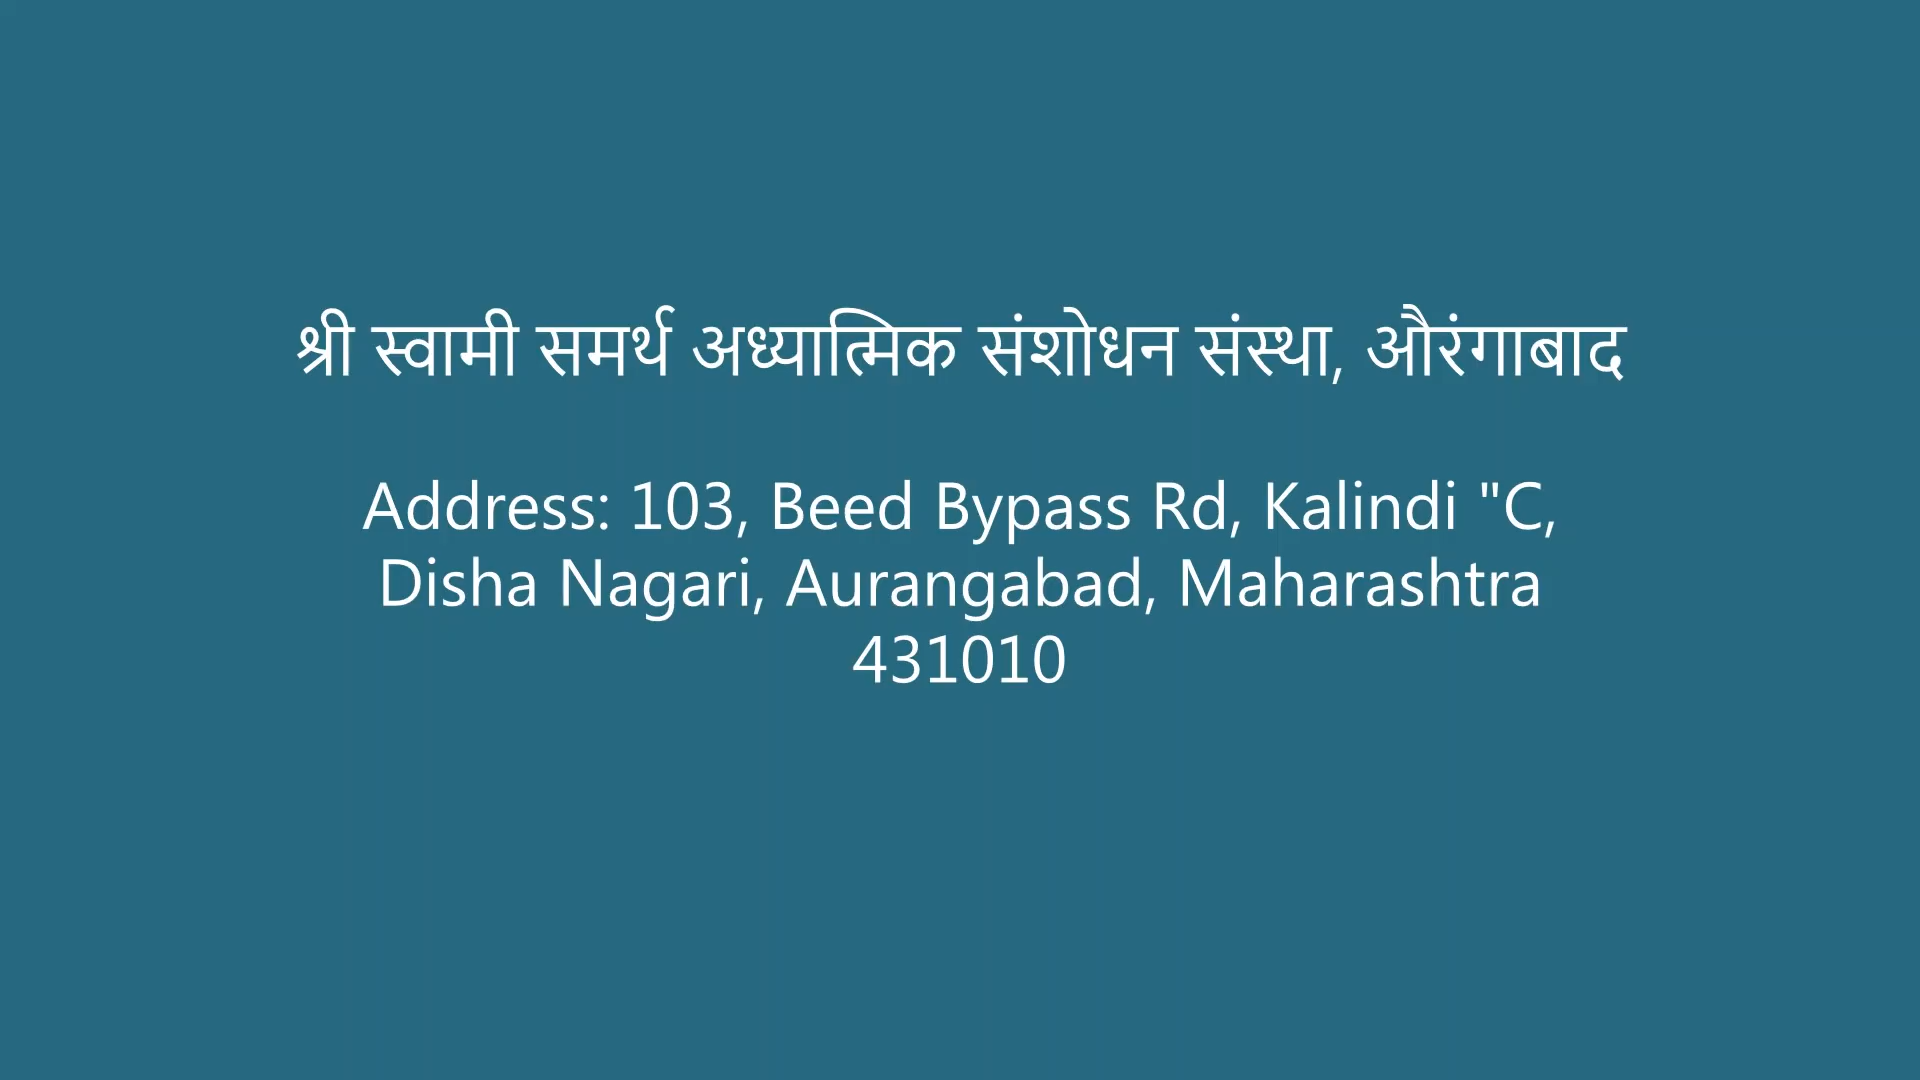 श्री स्वामी समर्थ अध्यात्मिक संशोधन संस्था, औरंगाबाद
Address: 103, Beed Bypass Rd, Kalindi "C,
Disha Nagari, Aurangabad, Maharashtra
431010